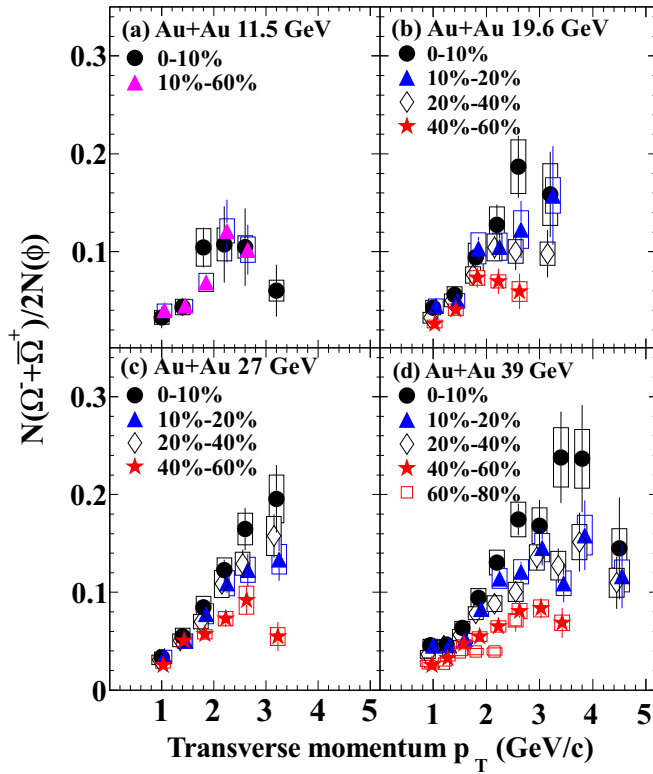 (a) Au+Au 11.5 GeV
0-10%
10%-60%
(b) Au+Au 19.6 GeV
0-10%
10%-20%
20%-40%
40%-60%
(c) Au+Au 27 GeV
0-10%
10%-20%
20%-40%
40%-60%
(d) Au+Au 39 GeV
0-10%
10%-20%
20%-40%
40%-60%
60%-80%
0.3
0.2
0.1
0.3
0.2
0.1
0
N(Ω⁻+Ω̅⁺)/2N(ϕ)
1 2 3 4 5
1 2 3 4 5
Transverse momentum p_T (GeV/c)